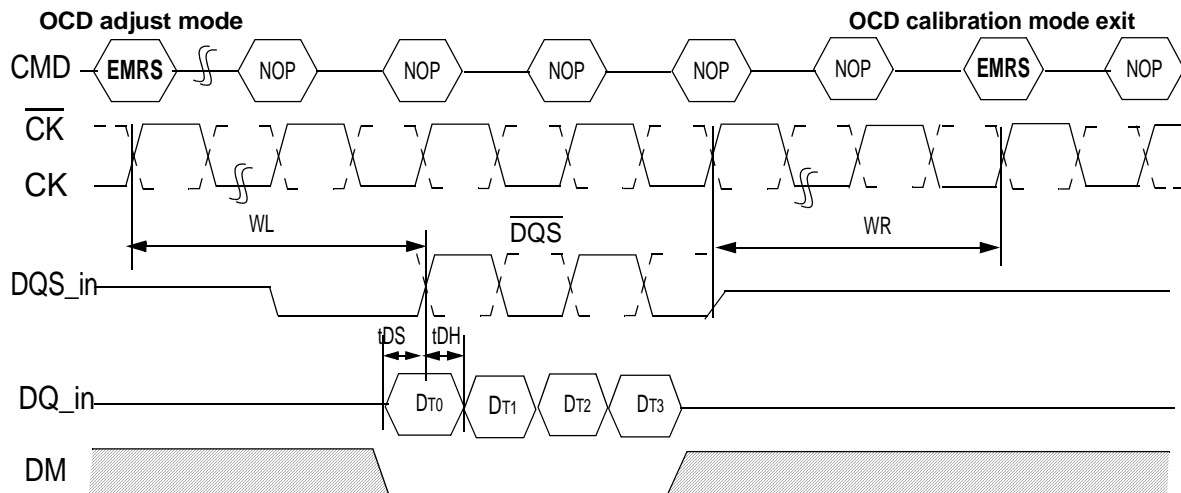 OCD adjust mode OCD calibration mode exit
CMD EMRS NOP NOP NOP NOP NOP EMRS NOP
CK
CK
WL DQS WR
DQS_in
tDS tDH
DQ_in DT0 DT1 DT2 DT3
DM